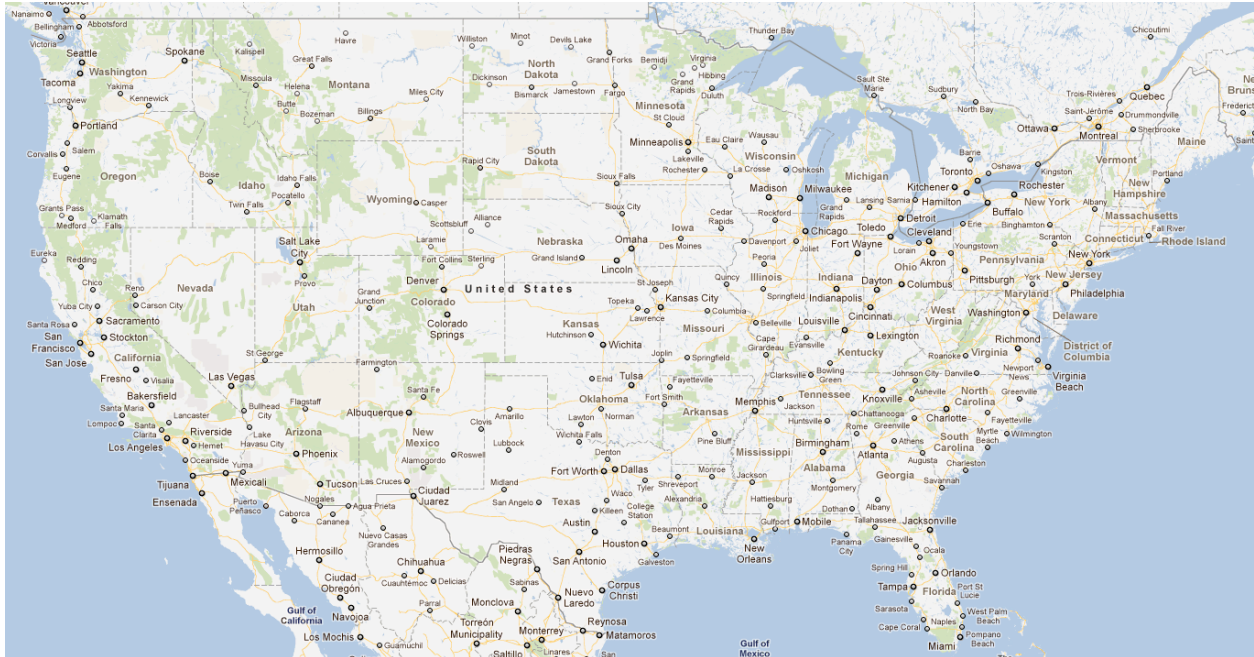 Vancouver
Nanaimo
Abbotsford
Bellingham
Victoria
Seattle
Tacoma
Washington
Spokane
Yakima
Longview
Kennewick
Portland
Salem
Corvallis
Eugene
Oregon
Grants Pass
Medford
Klamath
Falls
Eureka
Redding
Chico
Yuba City
Reno
Carson City
Nevada
Santa Rosa
Sacramento
Stockton
San
Francisco
San Jose
California
Fresno
Visalia
Bakersfield
Santa Maria
Lompoc
Santa
Clarita
Lancaster
Los Angeles
Riverside
Hemet
Oceanside
Tijuana
Ensenada
Mexicali
Yuma
Las Vegas
Bullhead
City
Lake
Havasu City
Kalispell
Missoula
Great Falls
Helena
Butte
Bozeman
Havre
Montana
Billings
Miles City
Boise
Idaho
Idaho Falls
Pocatello
Twin Falls
Salt Lake
City
Provo
Utah
St George
Wyoming
Casper
Laramie
Fort Collins
Sterling
Denver
Colorado
Colorado
Springs
Grand
Junction
Farmington
Flagstaff
Arizona
Phoenix
Tucson
Nogales
Agua Prieta
Cananea
Caborca
Puerto
Peñasco
Santa Fe
Albuquerque
New
Mexico
Clovis
Roswell
Alamogordo
Las Cruces
Ciudad
Juarez
Nuevo Casas
Grandes
Hermosillo
Chihuahua
Cuauhtémoc
Delicias
Ciudad
Obregón
Navojoa
Parral
Los Mochis
Guamuchil
Gulf of
California
Torreón
Municipality
Monclova
Sabinas
Piedras
Negras
Nuevo
Laredo
Monterrey
Saltillo
Linares
Reynosa
Matamoros
San
Williston
Minot
Devils Lake
Grand Forks
North
Dakota
Dickinson
Bismarck
Jamestown
Fargo
South
Dakota
Rapid City
Sioux Falls
Sioux City
Scottsbluff
Alliance
Nebraska
Grand Island
Omaha
Lincoln
United States
Kansas
Hutchinson
Wichita
Topeka
Lawrence
St Joseph
Kansas City
Missouri
Columbia
Joplin
Springfield
Enid
Tulsa
Oklahoma
Norman
Lawton
Wichita Falls
Amarillo
Lubbock
Midland
San Angelo
Denton
Fort Worth
Dallas
Tyler
Texas
Waco
Killeen
College
Station
Austin
San Antonio
Houston
Beaumont
Galveston
Corpus
Christi
Bemidji
Virginia
Hibbing
Grand
Rapids
Duluth
Minnesota
St Cloud
Minneapolis
Lakeville
Rochester
Eau Claire
Wausau
La Crosse
Wisconsin
Oshkosh
Madison
Milwaukee
Iowa
Cedar
Rapids
Des Moines
Davenport
Rockford
Chicago
Joliet
Peoria
Quincy
Illinois
Springfield
Belleville
Cape
Girardeau
Fayetteville
Fort Smith
Arkansas
Pine Bluff
Memphis
Jackson
Shreveport
Monroe
Alexandria
Louisiana
New
Orleans
Mississippi
Jackson
Hattiesburg
Gulfport
Mobile
Thunder Bay
Sault Ste
Marie
Sudbury
North Bay
Michigan
Grand
Rapids
Lansing
Sarnia
Detroit
Toledo
Fort Wayne
Indiana
Indianapolis
Ohio
Dayton
Columbus
Cincinnati
Cleveland
Lorain
Akron
Youngstown
Erie
Louisville
Lexington
Evansville
Kentucky
Bowling
Green
Clarksville
Tennessee
Knoxville
Johnson City
Chattanooga
Huntsville
Birmingham
Alabama
Montgomery
Dothan
Rome
Atlanta
Athens
Augusta
Georgia
Albany
Savannah
Tallahassee
Panama
City
Jacksonville
Gainesville
Ocala
Spring Hill
Orlando
Tampa
Florida
Port St
Lucie
Sarasota
Cape Coral
Naples
West Palm
Beach
Pompano
Beach
Miami
Gulf of
Mexico
Chicoutimi
Quebec
Trois-Rivières
Saint-Jérôme
Drummondville
Sherbrooke
Ottawa
Montreal
Barrie
Oshawa
Kingston
Toronto
Kitchener
Hamilton
Buffalo
Rochester
New York
Binghamton
Albany
Vermont
New
Hampshire
Maine
Portland
Massachusetts
Fall River
Rhode Island
Connecticut
Scranton
Pennsylvania
New York
New Jersey
Philadelphia
York
Pittsburgh
Maryland
Delaware
Washington
District of
Columbia
West
Virginia
Virginia
Richmond
Roanoke
Danville
Newport
News
Virginia
Beach
North
Carolina
Asheville
Charlotte
Fayetteville
Wilmington
Myrtle
Beach
South
Carolina
Charleston